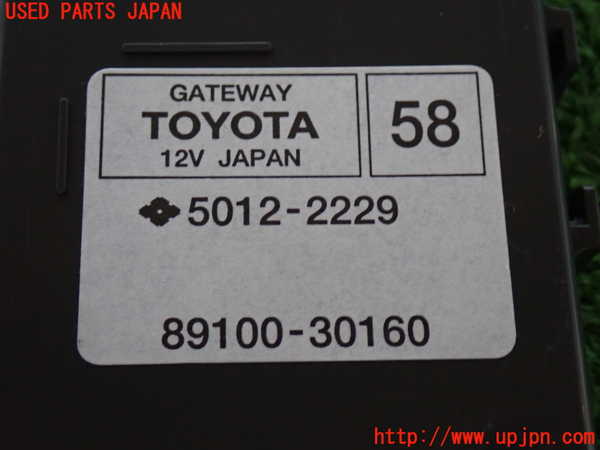 USED PARTS JAPAN
GATEWAY
TOYOTA
12V JAPAN
58
5012-2229
89100-30160
http://www.upjpn.com/